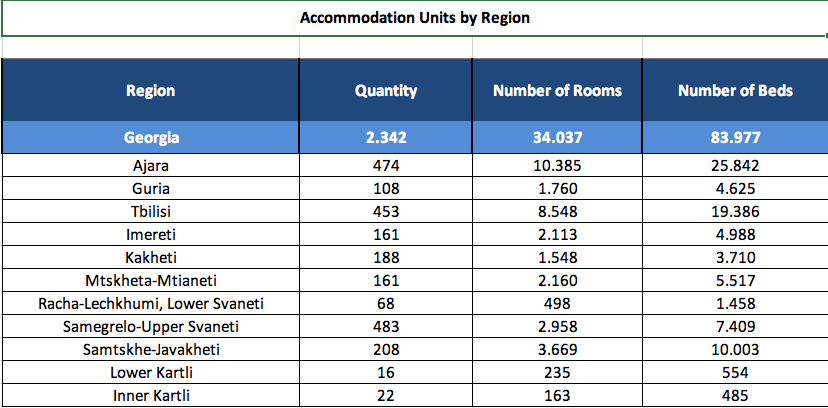 Accommodation Units by Region
Region Quantity Number of Rooms Number of Beds
Georgia 2.342 34.037 83.977
Ajara 474 10.385 25.842
Guria 108 1.760 4.625
Tbilisi 453 8.548 19.386
Imereti 161 2.113 4.988
Kakheti 188 1.548 3.710
Mtskheta-Mtianeti 161 2.160 5.517
Racha-Lechkhumi, Lower Svaneti 68 498 1.458
Samegrelo-Upper Svaneti 483 2.958 7.409
Samtskhe-Javakheti 208 3.669 10.003
Lower Kartli 16 235 554
Inner Kartli 22 163 485